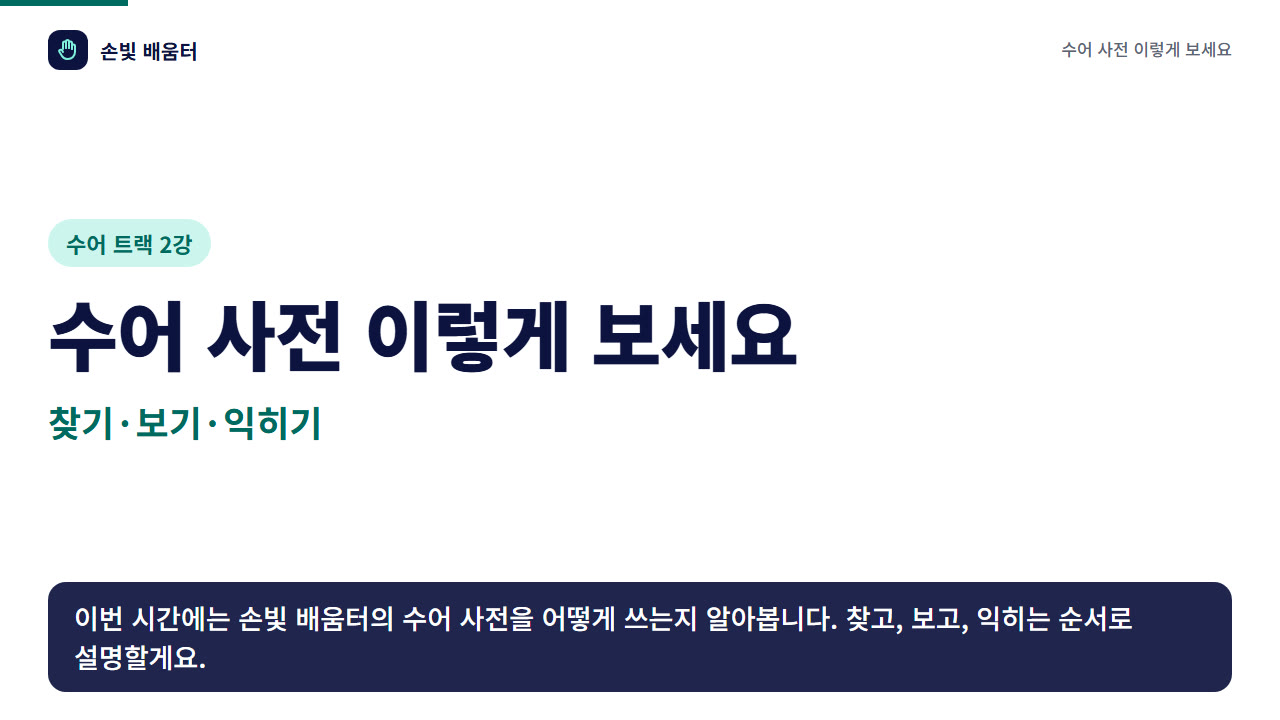 손빛 배움터
수어 사전 이렇게 보세요
수어 트랙 2강
수어 사전 이렇게 보세요
찾기·보기·익히기
이번 시간에는 손빛 배움터의 수어 사전을 어떻게 쓰는지 알아봅니다. 찾고, 보고, 익히는 순서로
설명할게요.